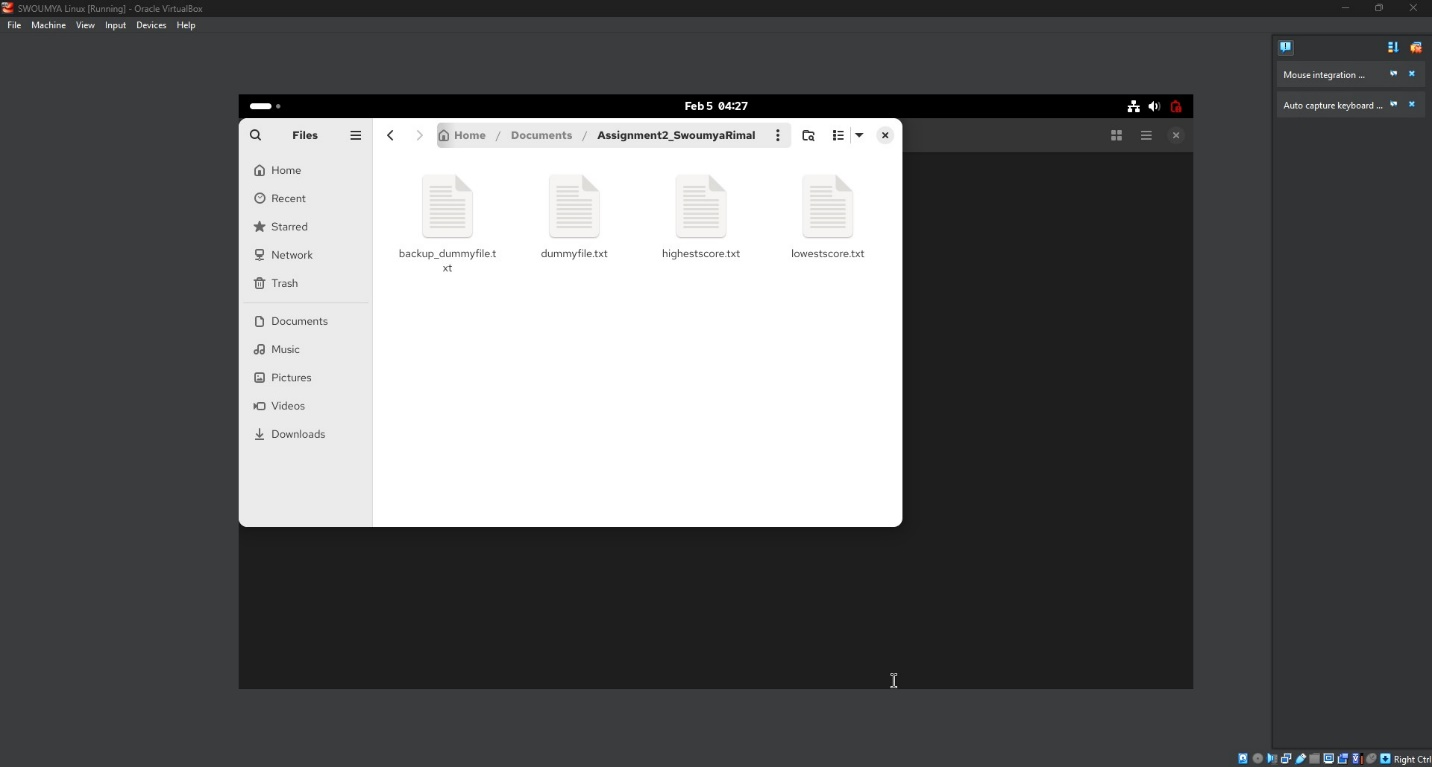 SWOUMYA Linux [Running] - Oracle VirtualBox
File Machine View Input Devices Help
Mouse integration ...
Auto capture keyboard ...
Feb 5 04:27
Files
Home / Documents / Assignment2_SwoumyaRimal
Home
Recent
Starred
Network
Trash
Documents
Music
Pictures
Videos
Downloads
backup_dummyfile.t
xt
dummyfile.txt
highestscore.txt
lowestscore.txt
Right Ctrl